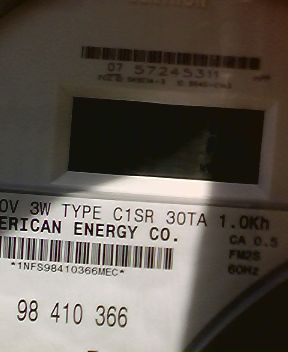 07 57245311
0V 3W TYPE C1SR 30TA 1.0Kh
ERICAN ENERGY CO.
CA 0.5
FM2S
60Hz
*1NFS98410366MEC*
98 410 366